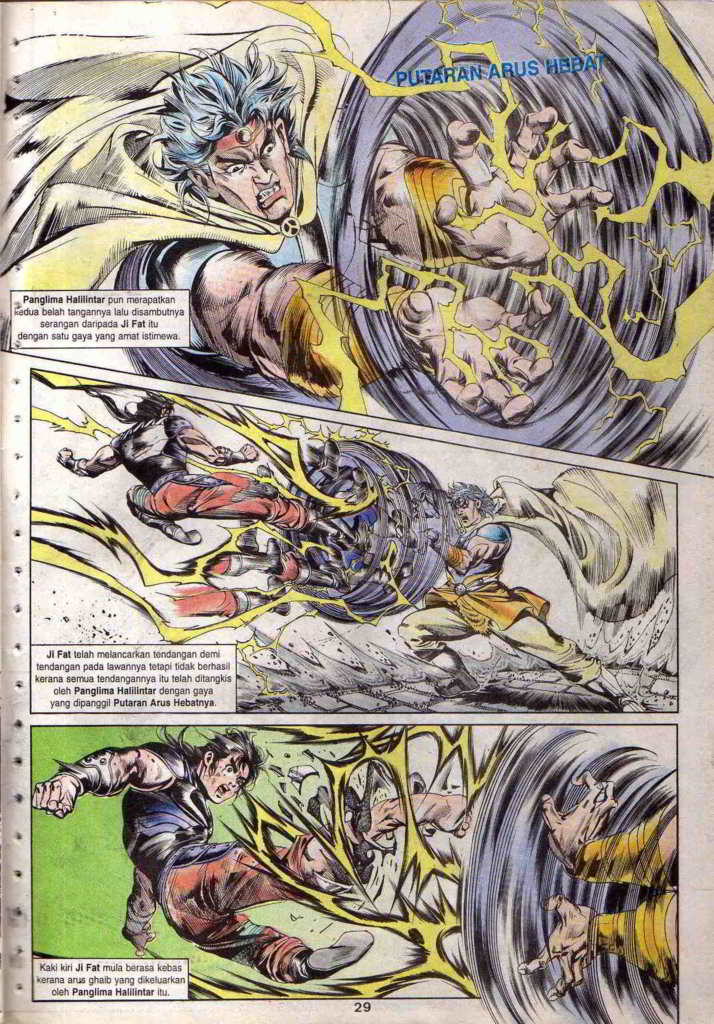 PUTARAN ARUS HEBAT
Panglima Halilintar pun merapatkan
kedua belah tangannya lalu disambutnya
serangan daripada Ji Fat itu
dengan satu gaya yang amat istimewa.
Ji Fat telah melancarkan tendangan demi
tendangan pada lawannya tetapi tidak berhasil
kerana semua tendangannya itu telah ditangkis
oleh Panglima Halilintar dengan gaya
yang dipanggil Putaran Arus Hebatnya.
Kaki kiri Ji Fat mula berasa kebas
kerana arus ghaib yang dikeluarkan
oleh Panglima Halilintar itu.
29